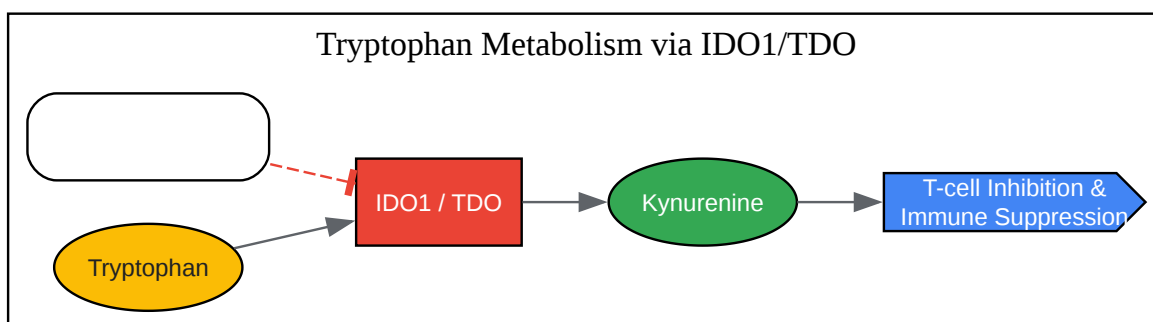 Tryptophan Metabolism via IDO1/TDO
IDO1 / TDO
Tryptophan
Kynurenine
T-cell Inhibition &
Immune Suppression